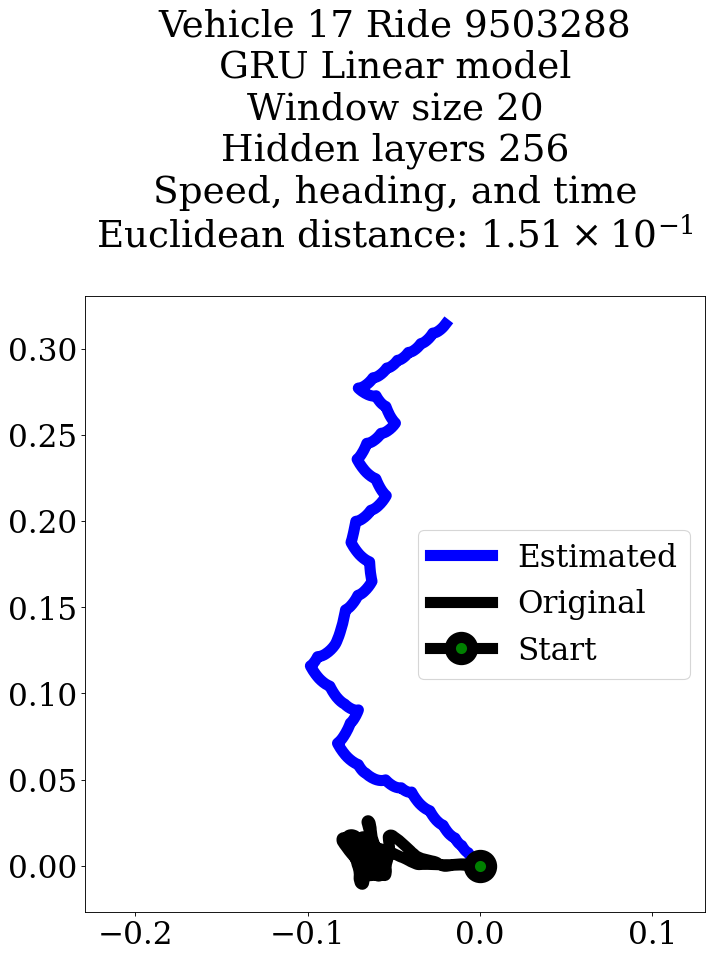 Vehicle 17 Ride 9503288
GRU Linear model
Window size 20
Hidden layers 256
Speed, heading, and time
Euclidean distance: 1.51 × 10⁻¹
0.30
0.25
0.20
0.15
0.10
0.05
0.00
−0.2
−0.1
0.0
0.1
Estimated
Original
Start